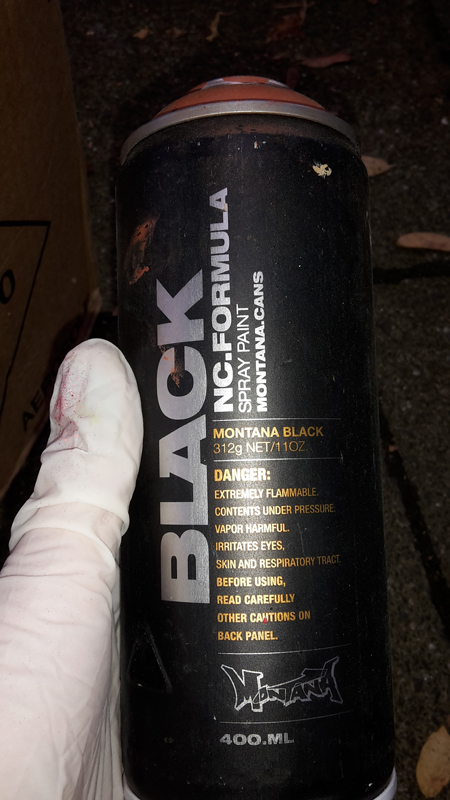 BLACK
NC.FORMULA
SPRAY PAINT
MONTANA.CANS
MONTANA BLACK
312g NET/11OZ.
DANGER:
EXTREMELY FLAMMABLE.
CONTENTS UNDER PRESSURE.
VAPOR HARMFUL.
IRRITATES EYES,
SKIN AND RESPIRATORY TRACT.
BEFORE USING,
READ CAREFULLY
OTHER CAUTIONS ON
BACK PANEL.
MONTANA
400.ML